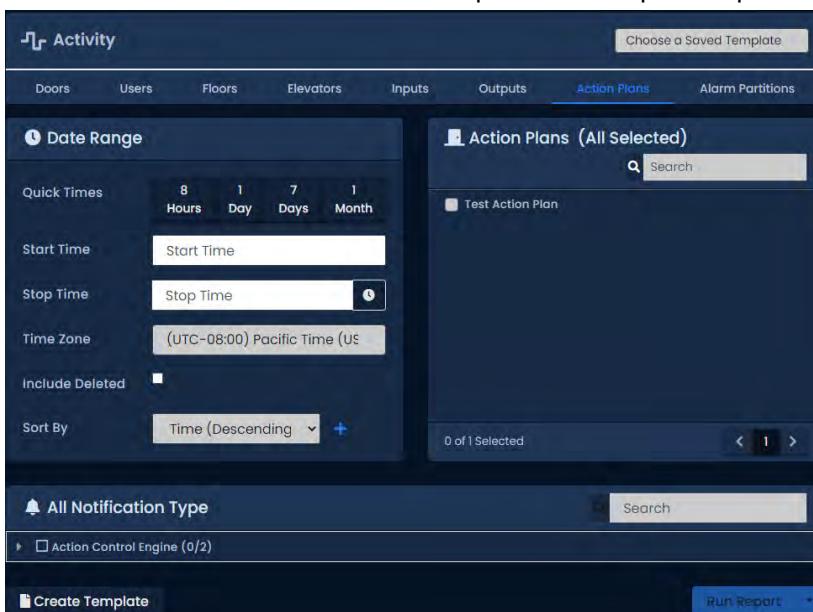 Activity
Choose a Saved Template
Doors Users Floors Elevators Inputs Outputs Action Plans Alarm Partitions
Date Range
Quick Times
8 Hours
1 Day
7 Days
1 Month
Start Time
Start Time
Stop Time
Stop Time
Time Zone
(UTC-08:00) Pacific Time (US
Include Deleted
Sort By
Time (Descending
Action Plans (All Selected)
Search
Test Action Plan
0 of 1 Selected
1
All Notification Type
Search
Action Control Engine (0/2)
Create Template
Run Report